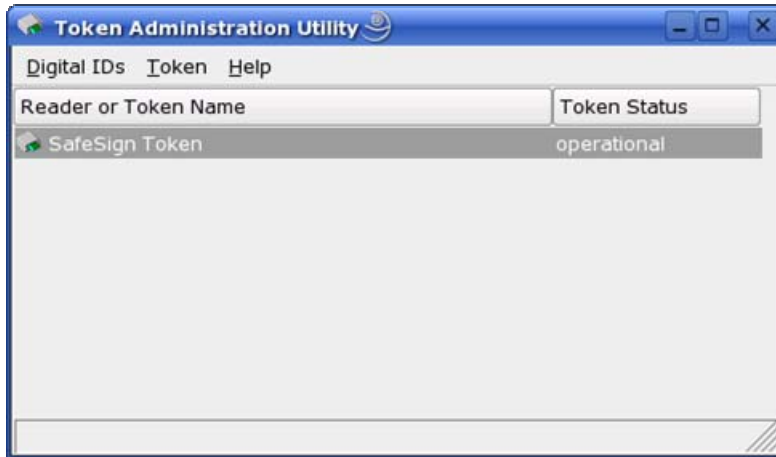 Token Administration Utility
Digital IDs Token Help
Reader or Token Name Token Status
SafeSign Token operational